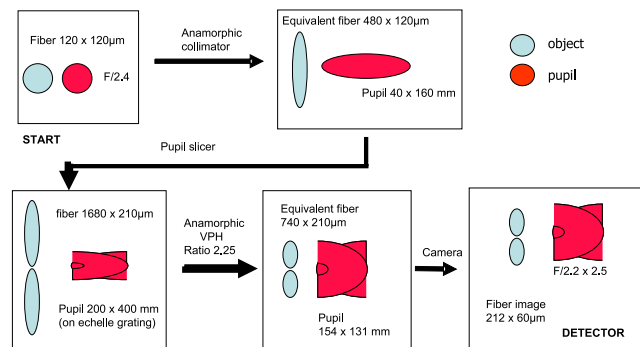 Fiber 120 x 120µm
F/2.4
START
Anamorphic
collimator
Equivalent fiber 480 x 120µm
Pupil 40 x 160 mm
object
pupil
Pupil slicer
fiber 1680 x 210µm
Pupil 200 x 400 mm
(on echelle grating)
Anamorphic
VPH
Ratio 2.25
Equivalent fiber
740 x 210µm
Pupil
154 x 131 mm
Camera
F/2.2 x 2.5
Fiber image
212 x 60µm
DETECTOR